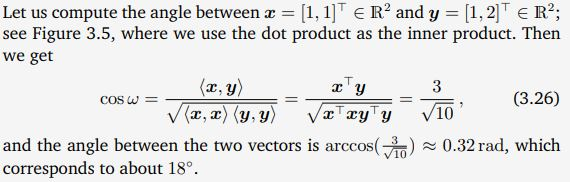 Let us compute the angle between x = [1, 1]⊤ ∈ ℝ² and y = [1, 2]⊤ ∈ ℝ²;
see Figure 3.5, where we use the dot product as the inner product. Then
we get
cos ω = ⟨x, y⟩ / √(⟨x, x⟩ ⟨y, y⟩) = x⊤y / √(x⊤x y⊤y) = 3 / √10 , (3.26)
and the angle between the two vectors is arccos(3/√10) ≈ 0.32 rad, which
corresponds to about 18°.